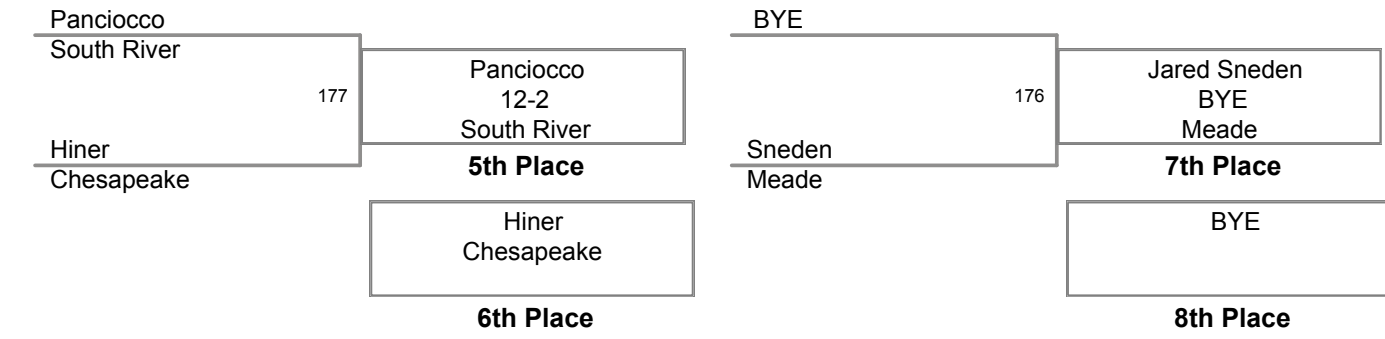 Panciocco
South River
177
Hiner
Chesapeake
Panciocco
12-2
South River
5th Place
Hiner
Chesapeake
6th Place
BYE
176
Sneden
Meade
Jared Sneden
BYE
Meade
7th Place
BYE
8th Place